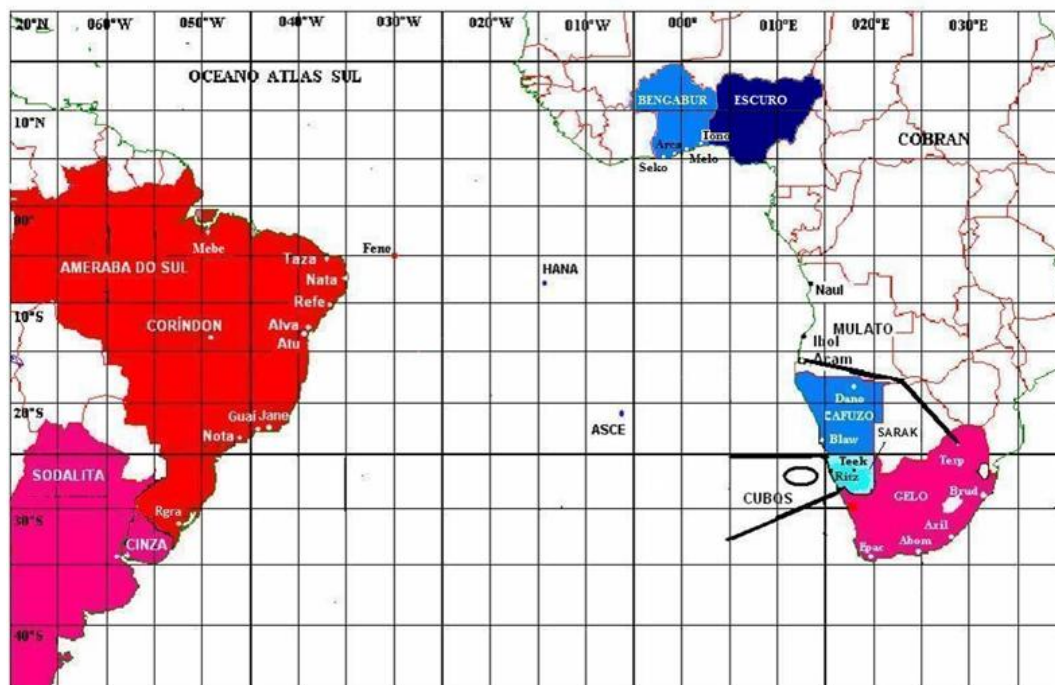 20°N 060°W 050°W 040°W 030°W 020°W 010°W 000° 010°E 020°E 030°E
OCEANO ATLAS SUL
BENGABUR ESCURO
10°N
Iono
COBRAN
Arca
Melo
Seko
00°
Mebe
Feno
Taza
AMERABA DO SUL
HANA
Nata
Naul
Refe
10°S
CORÍNDON
Alva
MULATO
Atu
Ibol
Acam
Dano
20°S
Guai Jane
CAFUZO
ASCE
Nota
Blaw
SARAK
Teek
Terp
SODALITA
Ritz
CUBOS
GELO
Brud
30°S
Rgra
Azil
CINZA
Abom
Epac
40°S